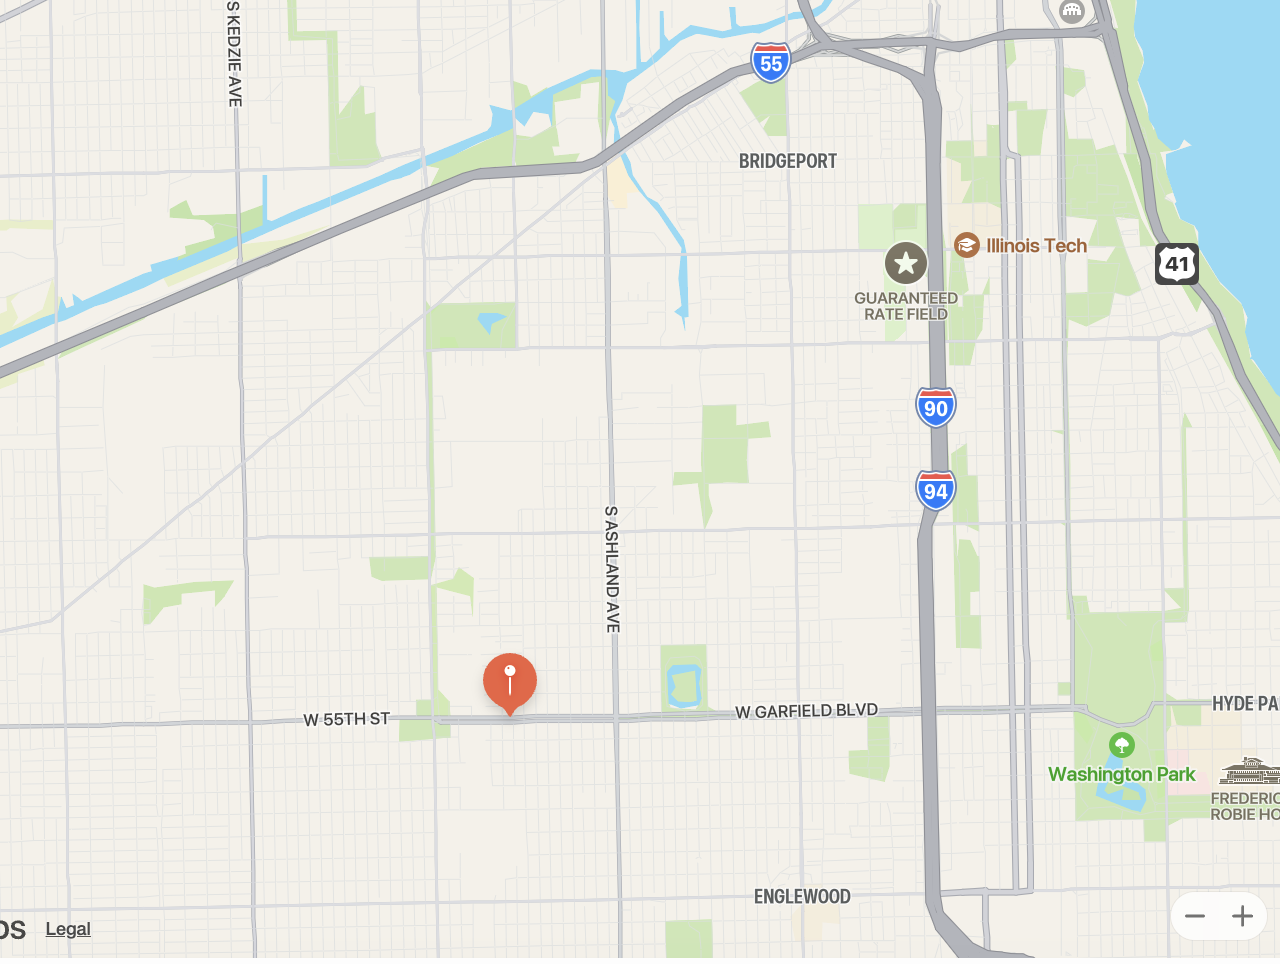 S KEDZIE AVE
55
BRIDGEPORT
Illinois Tech
41
GUARANTEED
RATE FIELD
90
94
S ASHLAND AVE
W 55TH ST
W GARFIELD BLVD
HYDE PA
Washington Park
FREDERIC
ROBIE HO
ENGLEWOOD
OS
Legal